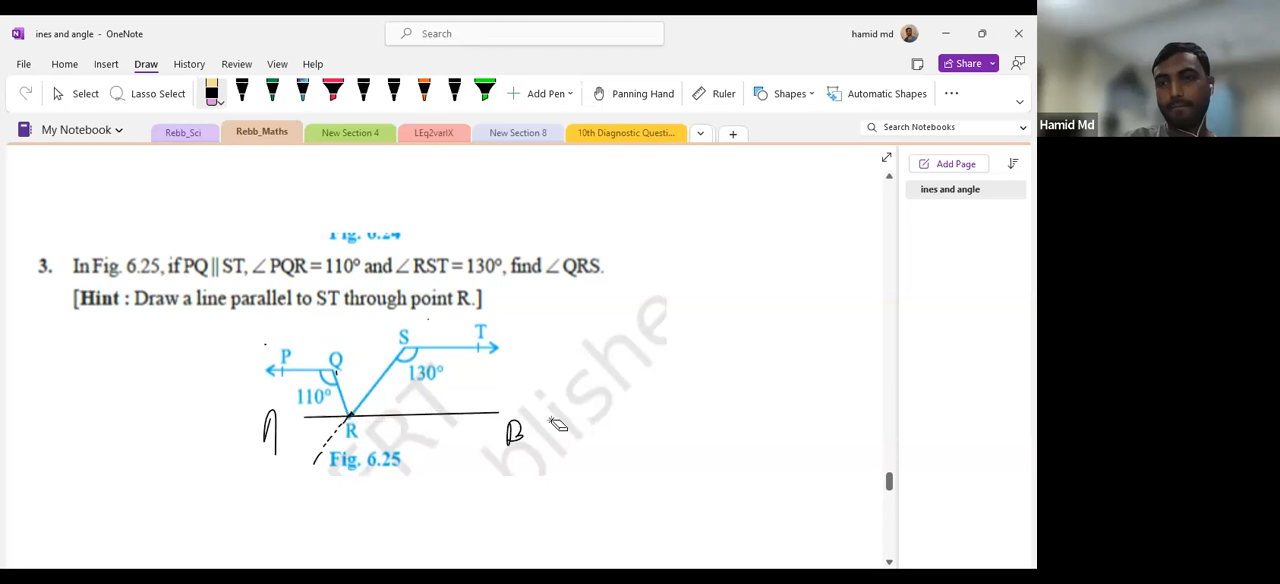 ines and angle - OneNote
Search
hamid md
File Home Insert Draw History Review View Help
Share
Select Lasso Select Add Pen Panning Hand Ruler Shapes Automatic Shapes
My Notebook
Rebb_Sci Rebb_Maths New Section 4 LEq2varIX New Section 8 10th Diagnostic Questi...
Search Notebooks
Add Page
ines and angle
Hamid Md
Fig. 6.24
3. In Fig. 6.25, if PQ || ST, ∠PQR = 110° and ∠RST = 130°, find ∠QRS.
[Hint : Draw a line parallel to ST through point R.]
S T
P Q
130°
110°
A
R
B
Fig. 6.25